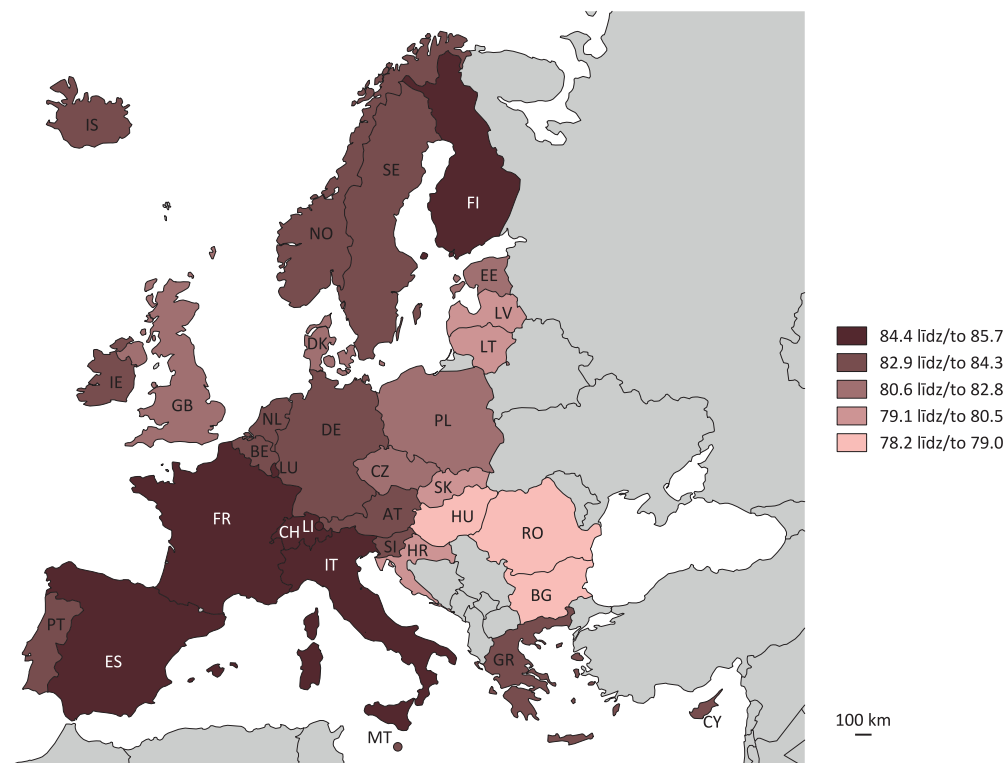 IS
SE
FI
NO
EE
LV
DK
LT
IE
GB
NL
DE
PL
BE
LU
CZ
SK
FR
AT
HU
CH
LI
RO
SI
HR
IT
BG
PT
ES
GR
CY
MT
84.4 līdz/to 85.7
82.9 līdz/to 84.3
80.6 līdz/to 82.8
79.1 līdz/to 80.5
78.2 līdz/to 79.0
100 km